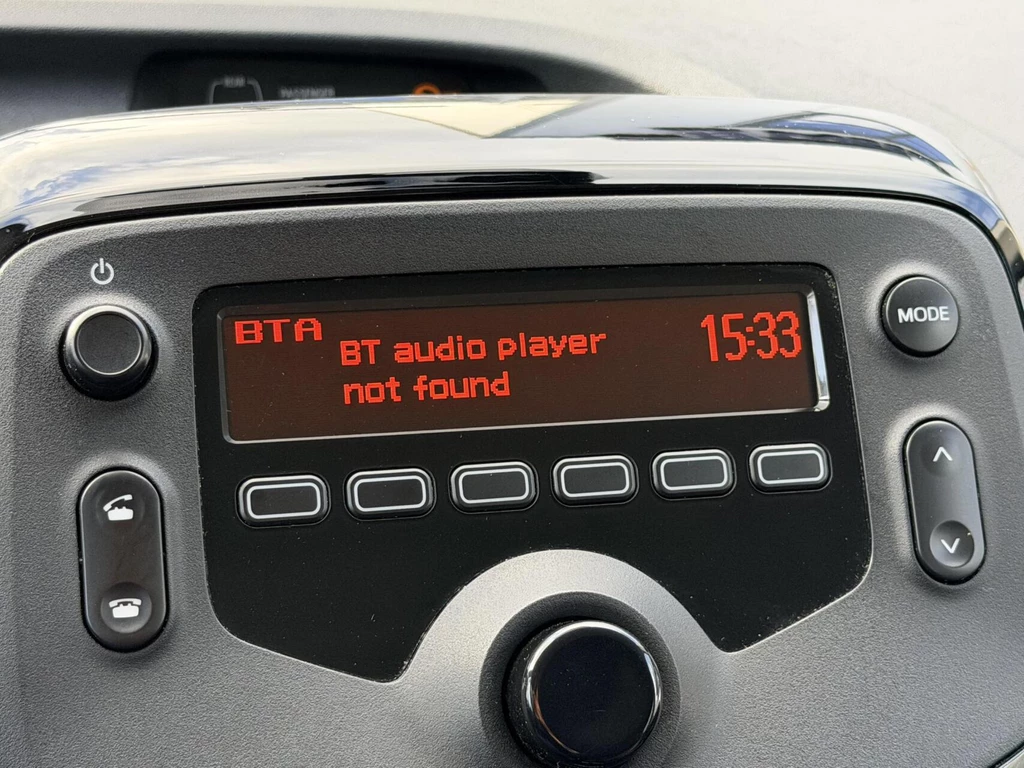 BTA
BT audio player
not found
15:33
MODE